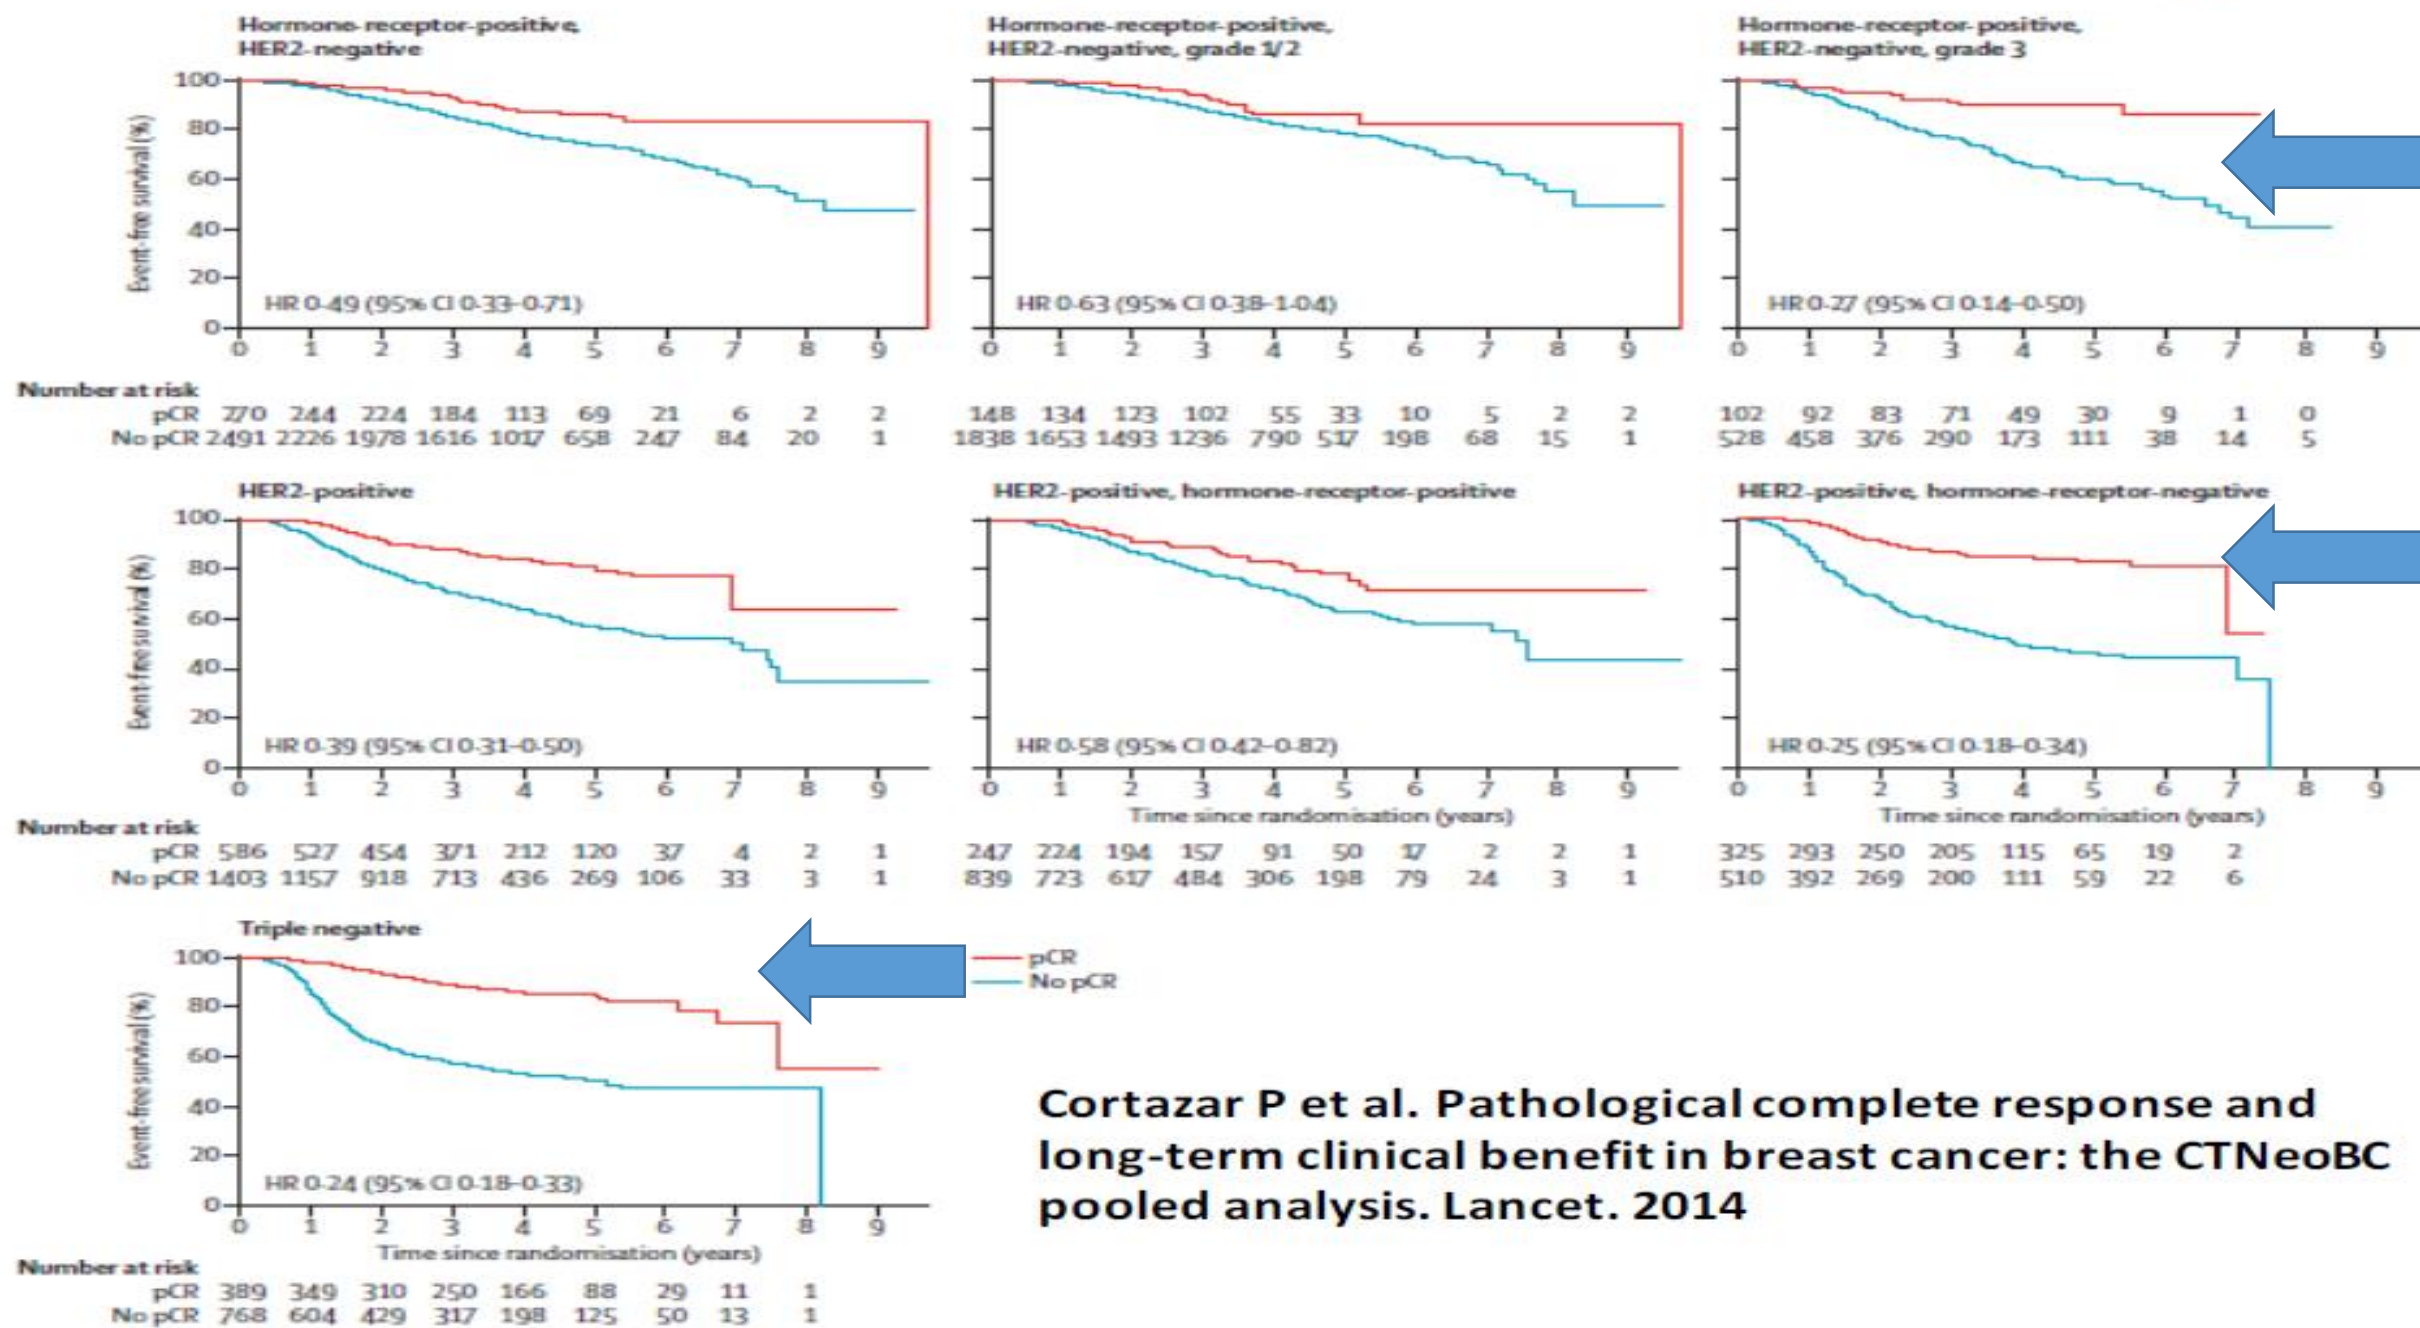 Hormone-receptor-positive,
HER2-negative
Hormone-receptor-positive,
HER2-negative, grade 1/2
Hormone-receptor-positive,
HER2-negative, grade 3
Event-free survival (%)
100
80
60
40
20
0
HR 0·49 (95% CI 0·33–0·71)
HR 0·63 (95% CI 0·38–1·04)
HR 0·27 (95% CI 0·14–0·50)
0 1 2 3 4 5 6 7 8 9
0 1 2 3 4 5 6 7 8 9
0 1 2 3 4 5 6 7 8 9
Number at risk
pCR 270 244 224 184 113 69 21 6 2 2
No pCR 2491 2226 1978 1616 1017 658 247 84 20 1
148 134 123 102 55 33 10 5 2 2
1838 1653 1493 1236 790 517 198 68 15 1
102 92 83 71 49 30 9 1 0
528 458 376 290 173 111 38 14 5
HER2-positive
HER2-positive, hormone-receptor-positive
HER2-positive, hormone-receptor-negative
Event-free survival (%)
100
80
60
40
20
0
HR 0·39 (95% CI 0·31–0·50)
HR 0·58 (95% CI 0·42–0·82)
HR 0·25 (95% CI 0·18–0·34)
0 1 2 3 4 5 6 7 8 9
0 1 2 3 4 5 6 7 8 9
0 1 2 3 4 5 6 7 8 9
Time since randomisation (years)
Time since randomisation (years)
Number at risk
pCR 586 527 454 371 212 120 37 4 2 1
No pCR 1403 1157 918 713 436 269 106 33 3 1
247 224 194 157 91 50 17 2 2 1
839 723 617 484 306 198 79 24 3 1
325 293 250 205 115 65 19 2
510 392 269 200 111 59 22 6
Triple negative
Event-free survival (%)
100
80
60
40
20
0
HR 0·24 (95% CI 0·18–0·33)
0 1 2 3 4 5 6 7 8 9
Time since randomisation (years)
Number at risk
pCR 389 349 310 250 166 88 29 11 1
No pCR 768 604 429 317 198 125 50 13 1
pCR
No pCR
Cortazar P et al. Pathological complete response and
long-term clinical benefit in breast cancer: the CTNeoBC
pooled analysis. Lancet. 2014